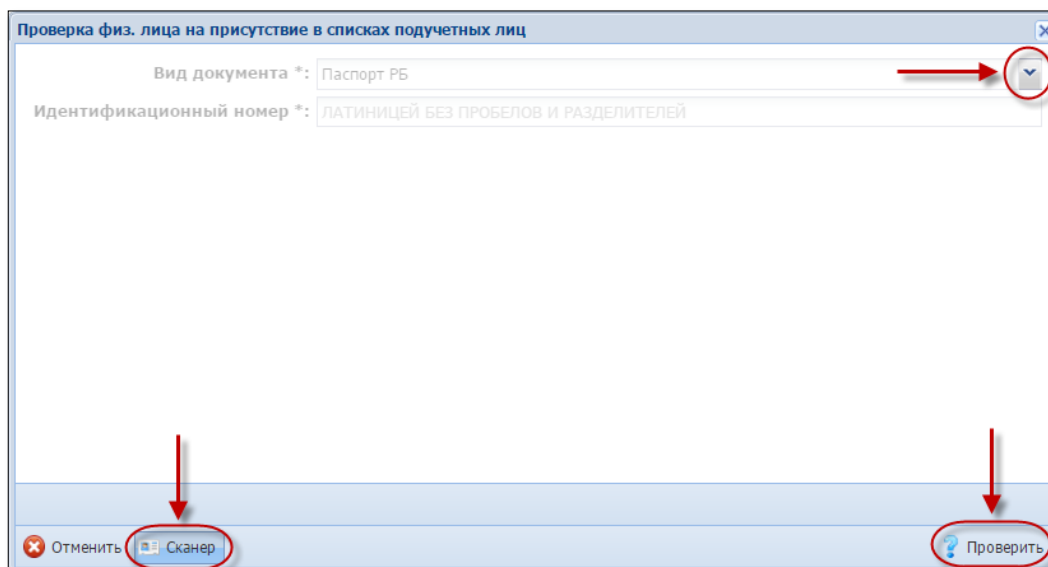 Проверка физ. лица на присутствие в списках подучетных лиц
Вид документа *: Паспорт РБ
Идентификационный номер *: ЛАТИНИЦЕЙ БЕЗ ПРОБЕЛОВ И РАЗДЕЛИТЕЛЕЙ
Отменить Сканер Проверить